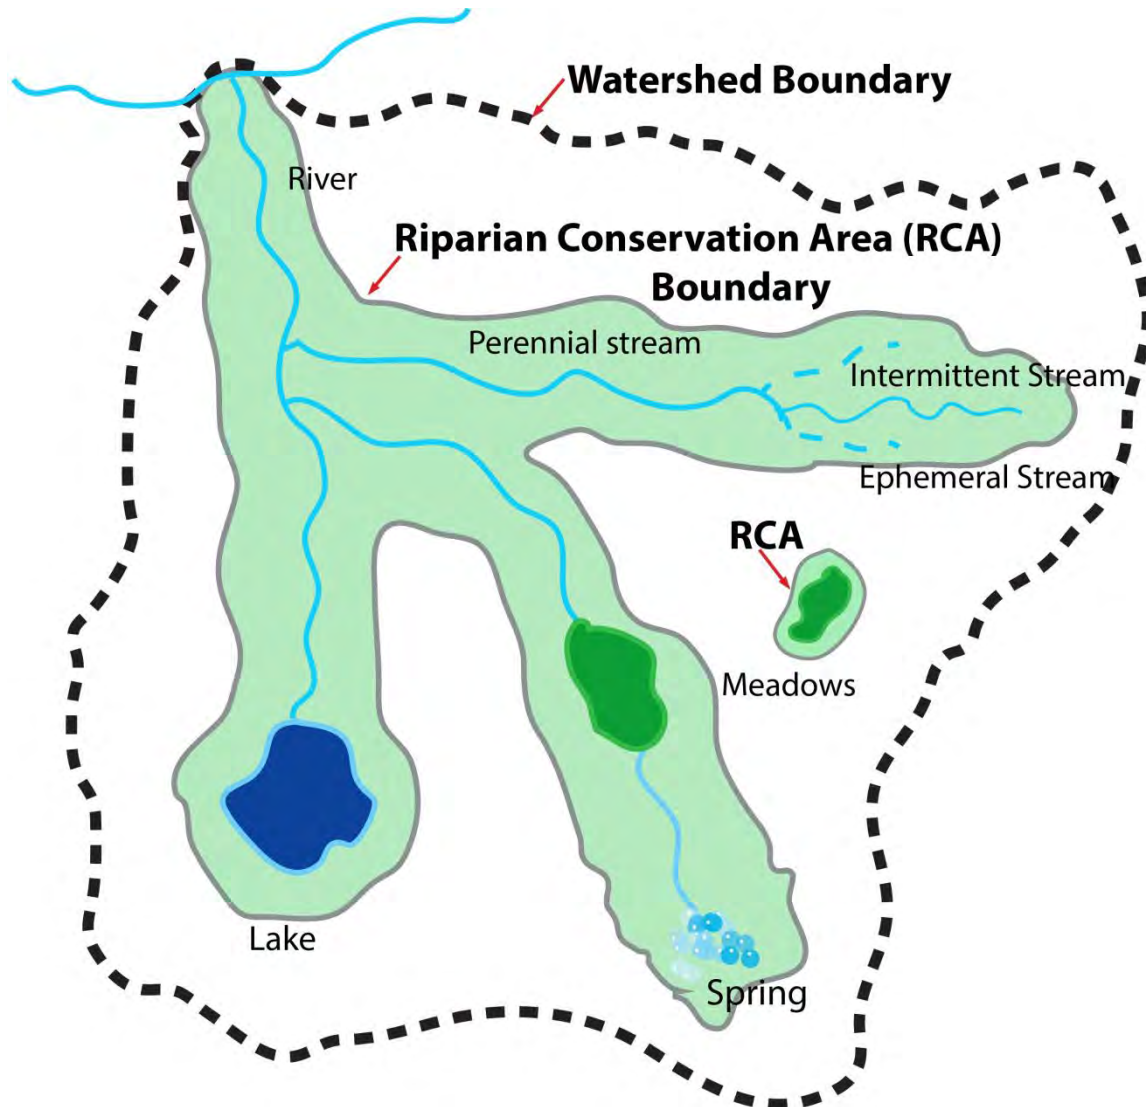 Watershed Boundary
River
Riparian Conservation Area (RCA)
Boundary
Perennial stream
Intermittent Stream
Ephemeral Stream
RCA
Meadows
Lake
Spring